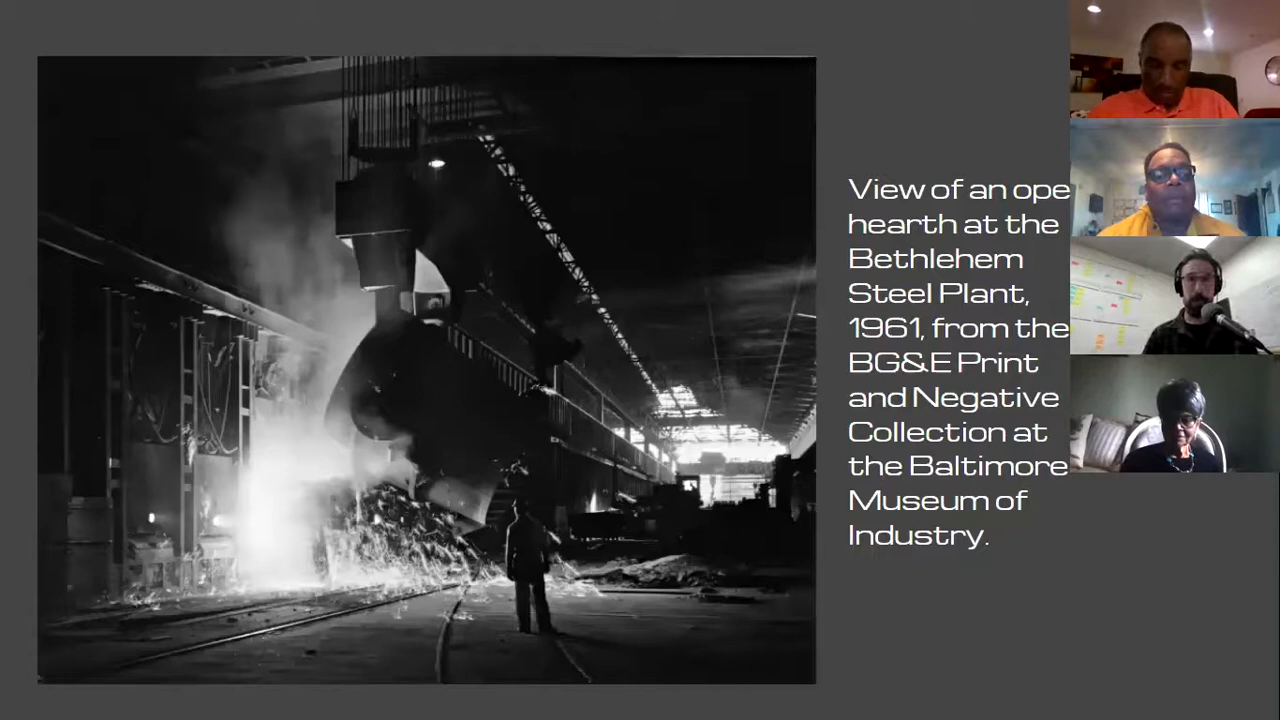 View of an ope
hearth at the
Bethlehem
Steel Plant,
1961, from the
BG&E Print
and Negative
Collection at
the Baltimore
Museum of
Industry.